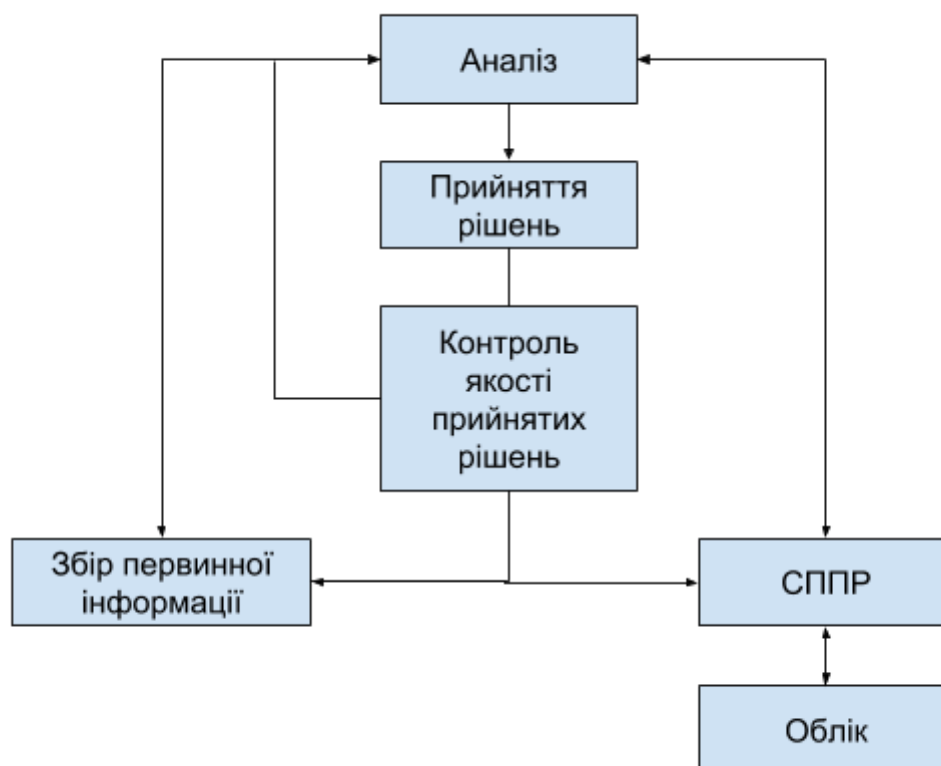 Аналіз
Прийняття
рішень
Контроль
якості
прийнятих
рішень
Збір первинної
інформації
СППР
Облік